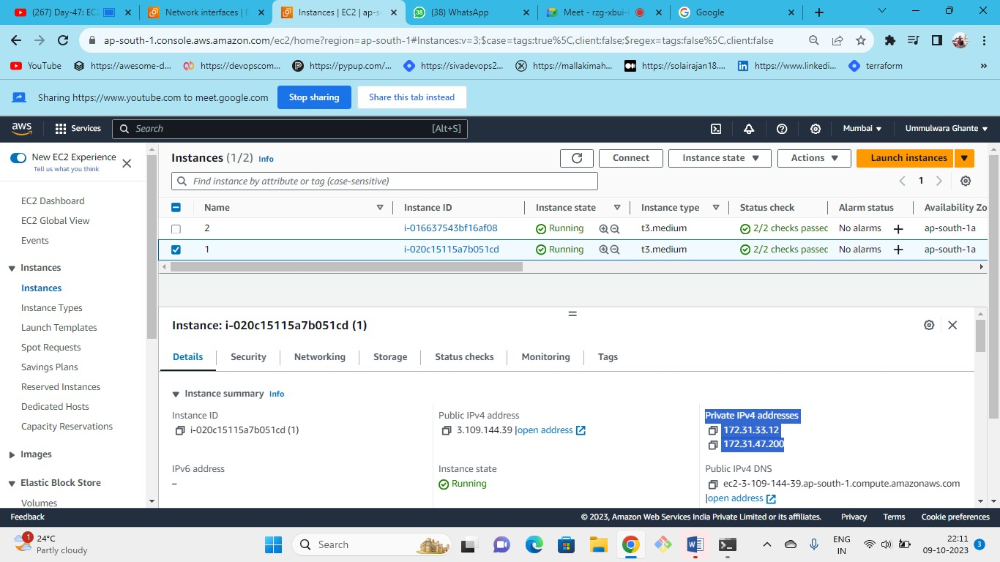 (267) Day-47: EC2
Network interfaces | E
Instances | EC2 | ap-s
38
(38) WhatsApp
Meet - rzg-xbui-
Google
ap-south-1.console.aws.amazon.com/ec2/home?region=ap-south-1#Instances:v=3;$case=tags:true%5C,client:false;$regex=tags:false%5C,client:false
YouTube
https://awesome-d...
https://devopscom...
https://pypup.com/...
https://sivadevops2...
https://mallakimah...
https://solairajan18....
https://www.linkedi...
terraform
Sharing https://www.youtube.com to meet.google.com
Stop sharing
Share this tab instead
aws
Services
Search
[Alt+S]
Mumbai
Ummulwara Ghante
New EC2 Experience
Tell us what you think
EC2 Dashboard
EC2 Global View
Events
Instances
Instances
Instance Types
Launch Templates
Spot Requests
Savings Plans
Reserved Instances
Dedicated Hosts
Capacity Reservations
Images
Elastic Block Store
Volumes
Instances (1/2) Info
Connect
Instance state
Actions
Launch instances
Find instance by attribute or tag (case-sensitive)
1
Name Instance ID Instance state Instance type Status check Alarm status Availability Zo
2 i-016637543bf16af08 Running t3.medium 2/2 checks passed No alarms ap-south-1a
1 i-020c15115a7b051cd Running t3.medium 2/2 checks passed No alarms ap-south-1a
Instance: i-020c15115a7b051cd (1)
Details Security Networking Storage Status checks Monitoring Tags
Instance summary Info
Instance ID
i-020c15115a7b051cd (1)
Public IPv4 address
3.109.144.39 |open address
Private IPv4 addresses
172.31.33.12
172.31.47.200
IPv6 address
–
Instance state
Running
Public IPv4 DNS
ec2-3-109-144-39.ap-south-1.compute.amazonaws.com
|open address
Feedback
© 2023, Amazon Web Services India Private Limited or its affiliates.
Privacy
Terms
Cookie preferences
1
24°C
Partly cloudy
Search
ENG
IN
22:11
09-10-2023
3